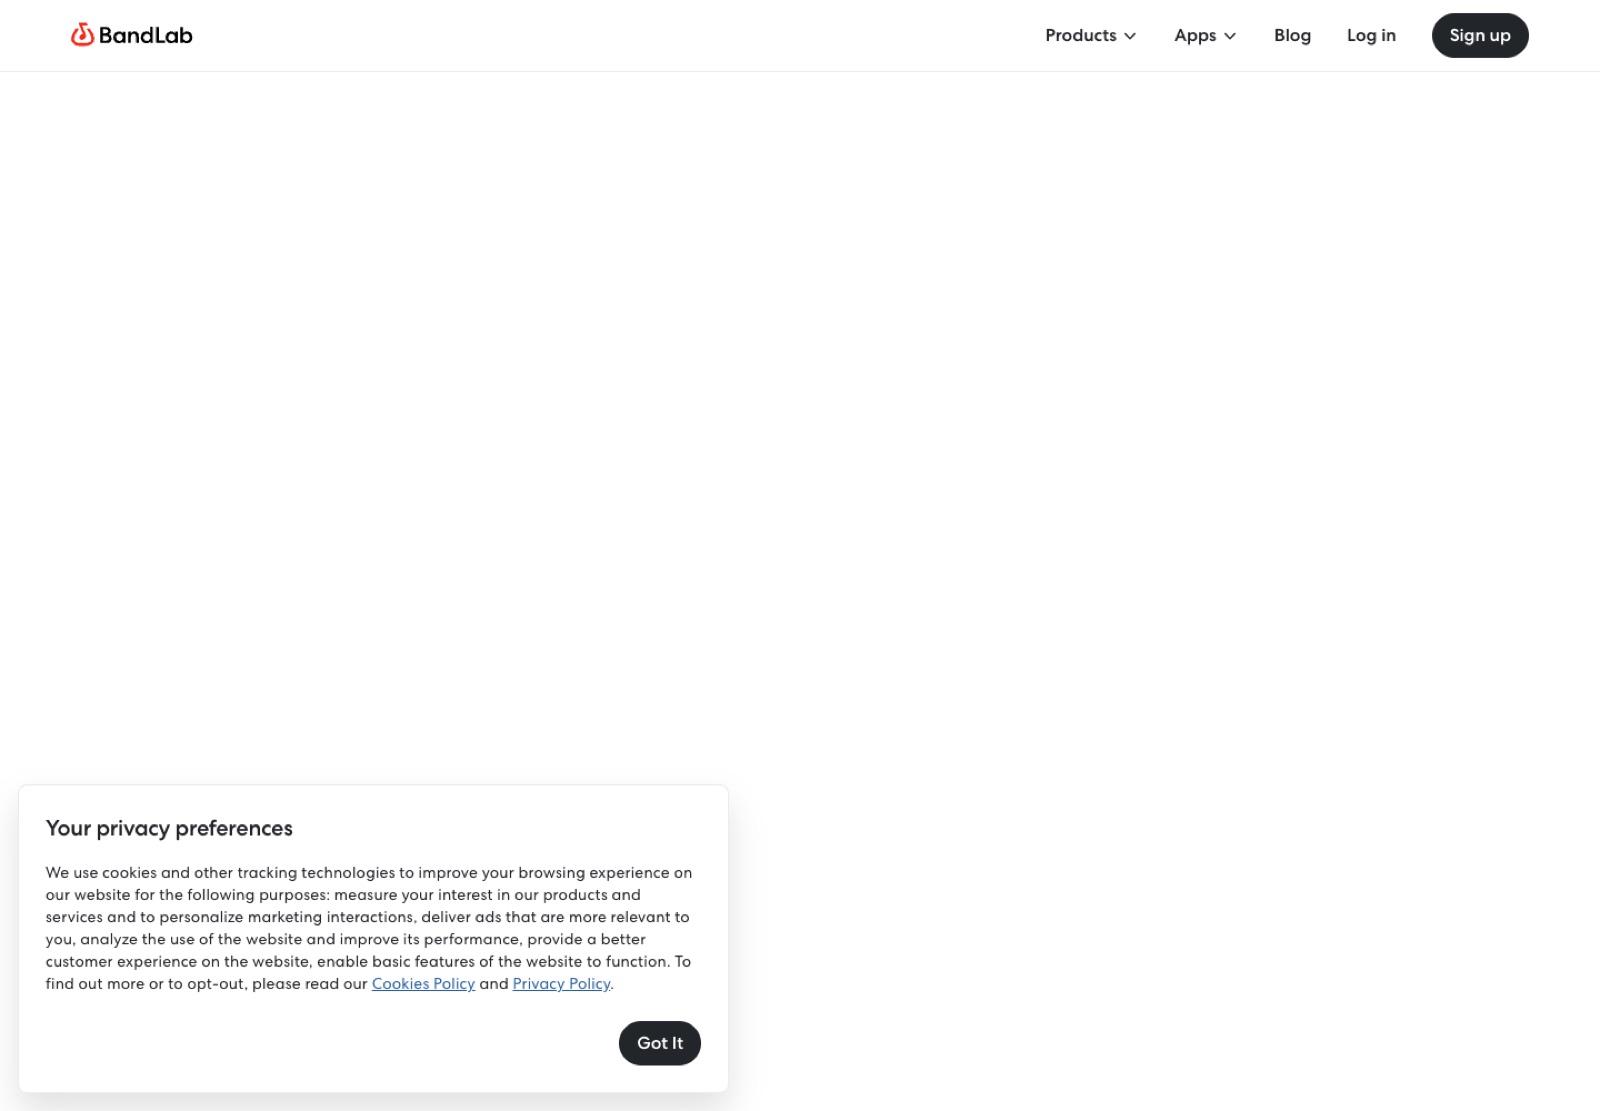 BandLab
Products
Apps
Blog
Log in
Sign up
Your privacy preferences
We use cookies and other tracking technologies to improve your browsing experience on
our website for the following purposes: measure your interest in our products and
services and to personalize marketing interactions, deliver ads that are more relevant to
you, analyze the use of the website and improve its performance, provide a better
customer experience on the website, enable basic features of the website to function. To
find out more or to opt-out, please read our Cookies Policy and Privacy Policy.
Got It